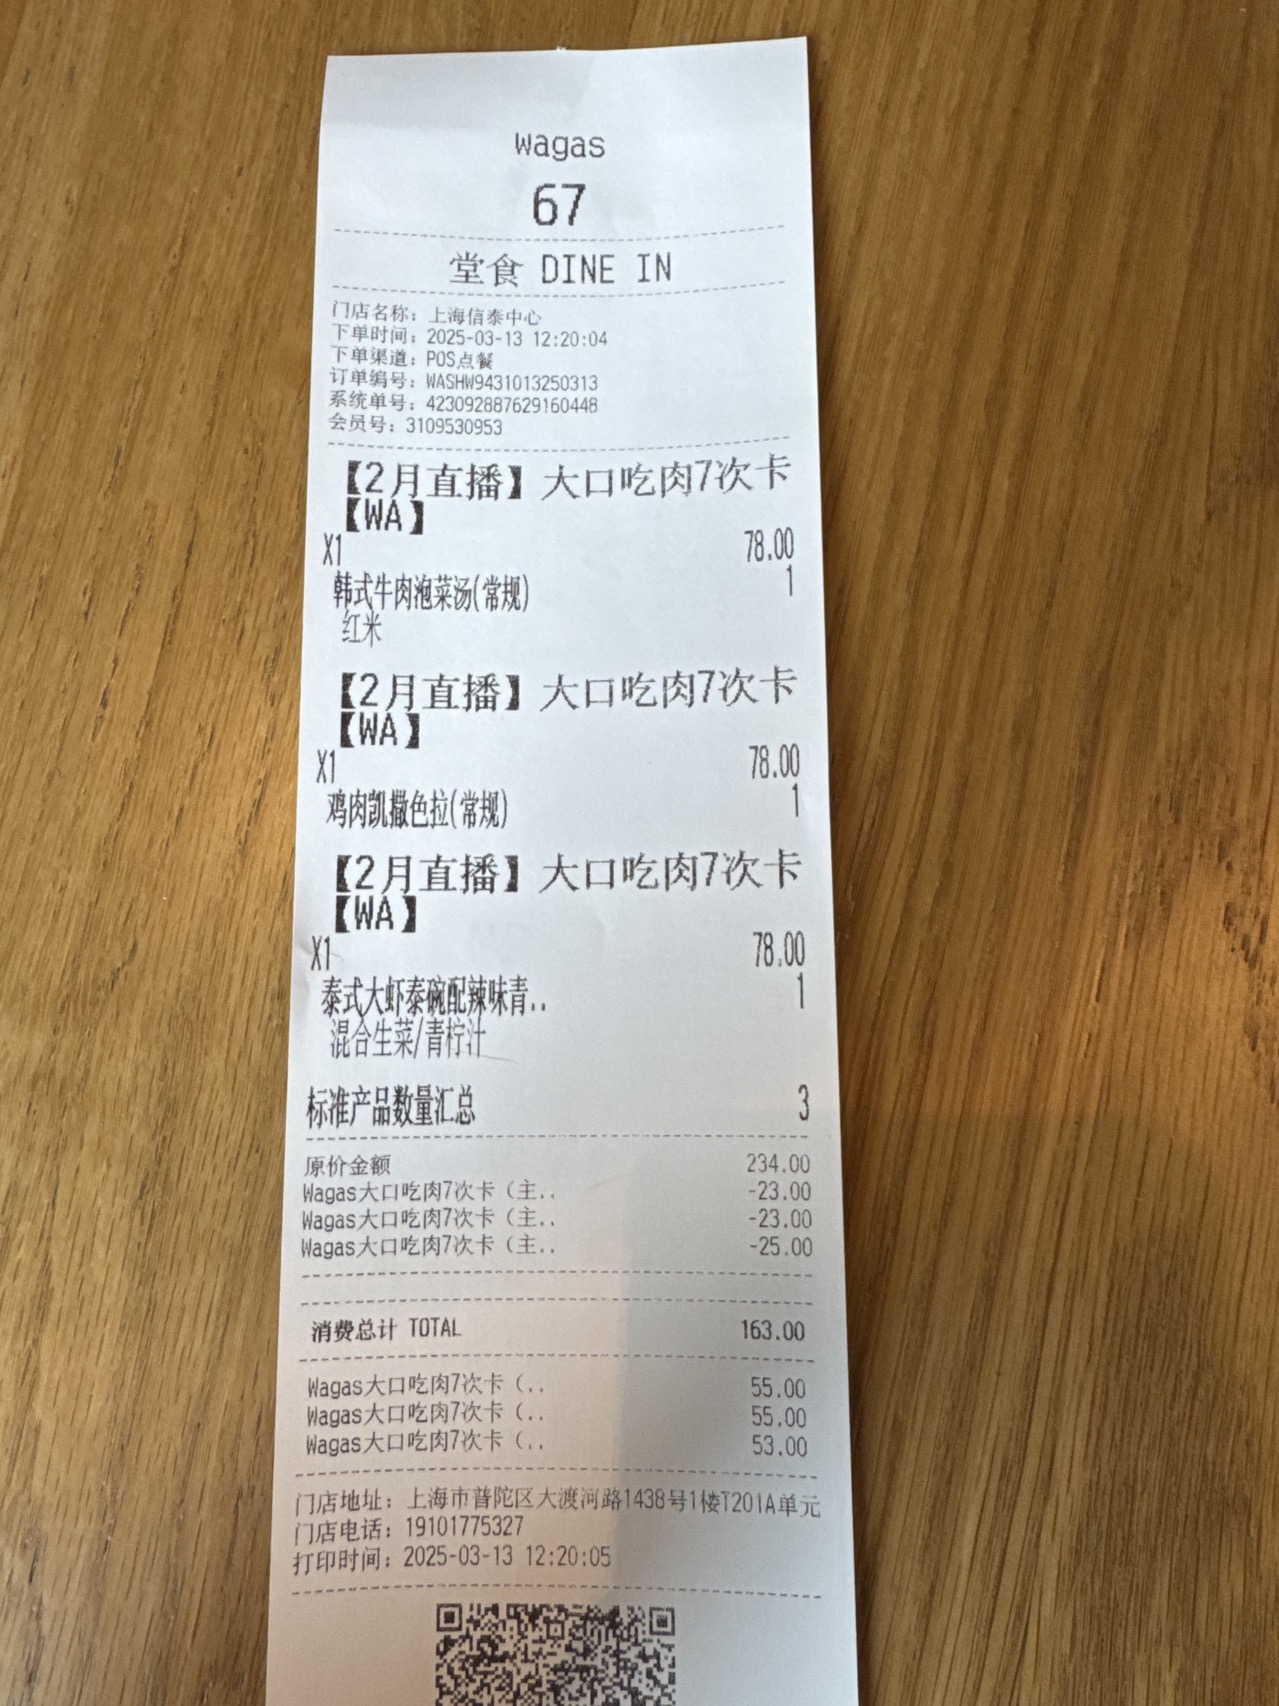 Wagas
67
堂食 DINE IN
门店名称：上海信泰中心
下单时间：2025-03-13 12:20:04
下单渠道：POS点餐
订单编号：WASHW9431013250313
系统单号：423092887629160448
会员号：3109530953
【2月直播】大口吃肉7次卡
【WA】
X1 78.00
韩式牛肉泡菜汤(常规) 1
红米
【2月直播】大口吃肉7次卡
【WA】
X1 78.00
鸡肉凯撒色拉(常规) 1
【2月直播】大口吃肉7次卡
【WA】
X1 78.00
泰式大虾泰碗配辣味青.. 1
混合生菜/青柠汁
标准产品数量汇总 3
原价金额 234.00
Wagas大口吃肉7次卡（主.. -23.00
Wagas大口吃肉7次卡（主.. -23.00
Wagas大口吃肉7次卡（主.. -25.00
消费总计 TOTAL 163.00
Wagas大口吃肉7次卡（.. 55.00
Wagas大口吃肉7次卡（.. 55.00
Wagas大口吃肉7次卡（.. 53.00
门店地址：上海市普陀区大渡河路1438号1楼T201A单元
门店电话：19101775327
打印时间：2025-03-13 12:20:05